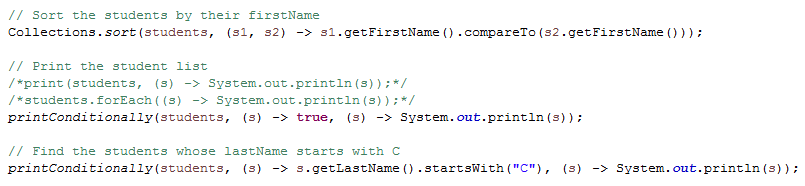 // Sort the students by their firstName
Collections.sort(students, (s1, s2) -> s1.getFirstName().compareTo(s2.getFirstName()));
// Print the student list
/*print(students, (s) -> System.out.println(s));*/
/*students.forEach((s) -> System.out.println(s));*/
printConditionally(students, (s) -> true, (s) -> System.out.println(s));
// Find the students whose lastName starts with C
printConditionally(students, (s) -> s.getLastName().startsWith("C"), (s) -> System.out.println(s));